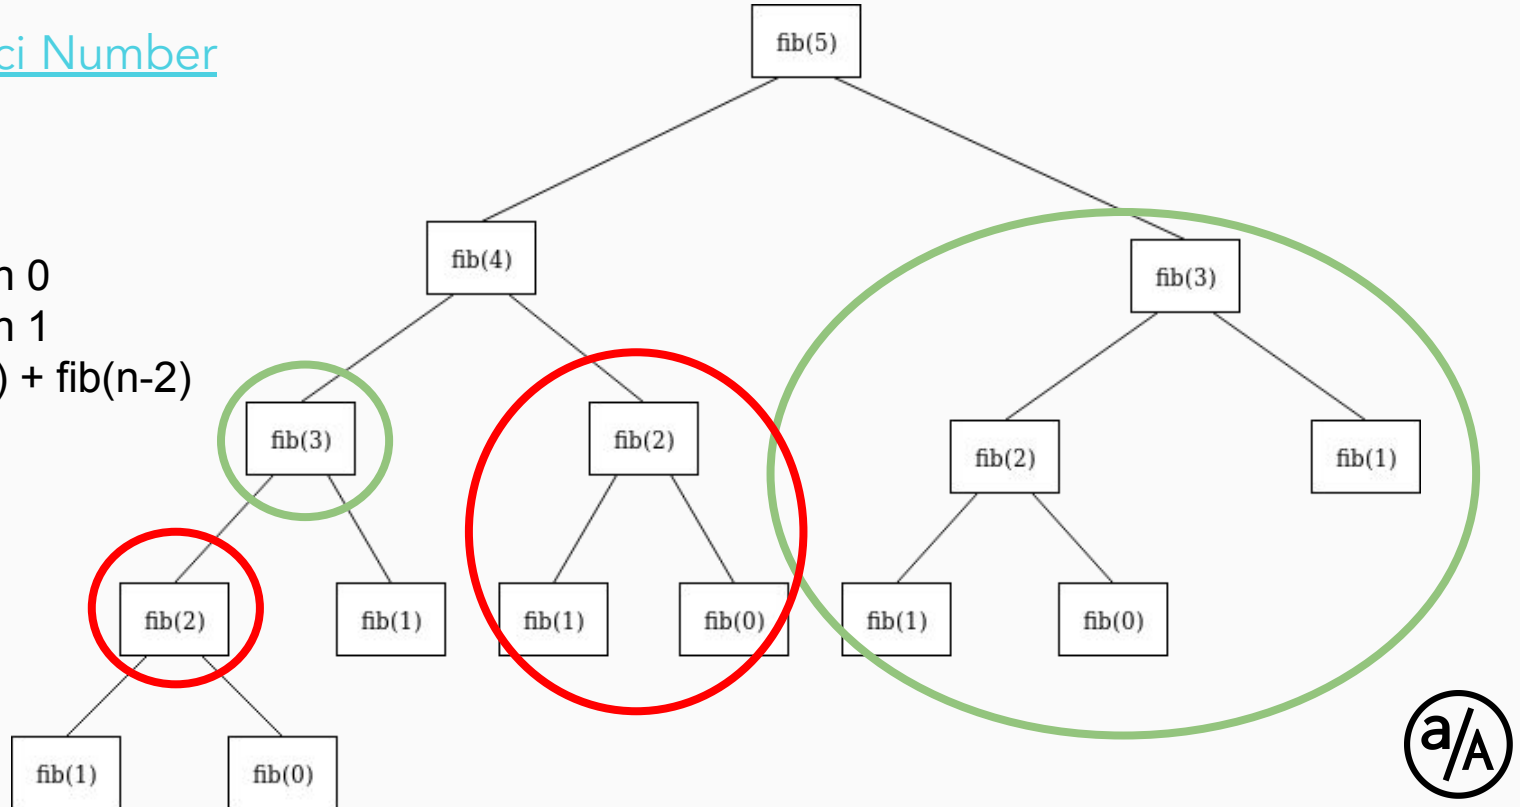 ci Number
n 0
n 1
) + fib(n-2)
fib(5)
fib(4)
fib(3)
fib(3)
fib(2)
fib(2)
fib(1)
fib(2)
fib(1)
fib(1)
fib(0)
fib(1)
fib(0)
fib(1)
fib(0)
a/A